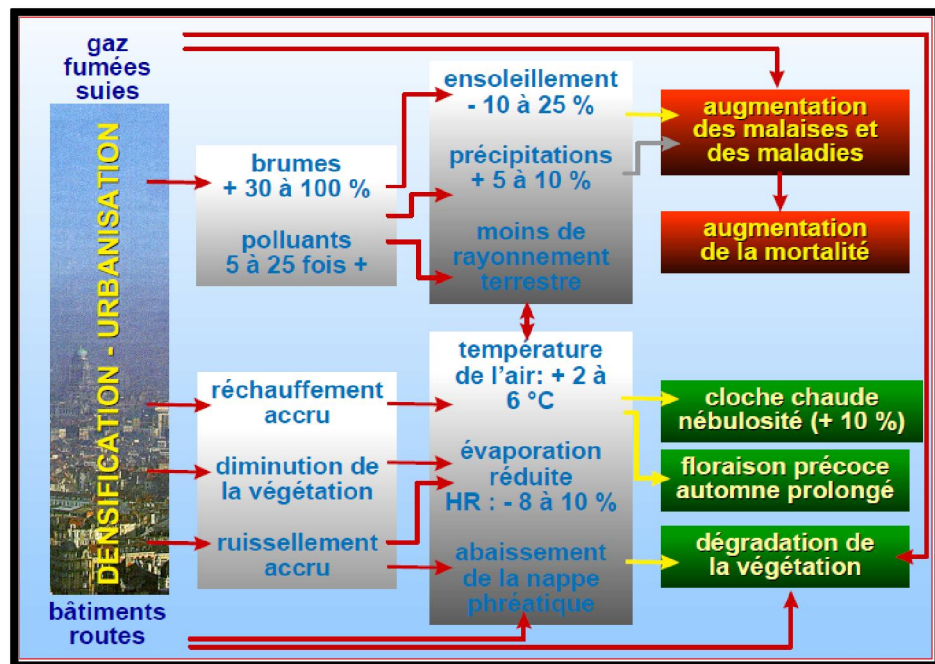 gaz
fumées
suies
DENSIFICATION - URBANISATION
bâtiments
routes
brumes
+ 30 à 100 %
polluants
5 à 25 fois +
réchauffement
accru
diminution de
la végétation
ruissellement
accru
ensoleillement
- 10 à 25 %
précipitations
+ 5 à 10 %
moins de
rayonnement
terrestre
température
de l'air: + 2 à
6 °C
évaporation
réduite
HR : - 8 à 10 %
abaissement
de la nappe
phréatique
augmentation
des malaises et
des maladies
augmentation
de la mortalité
cloche chaude
nébulosité (+ 10 %)
floraison précoce
automne prolongé
dégradation de
la végétation